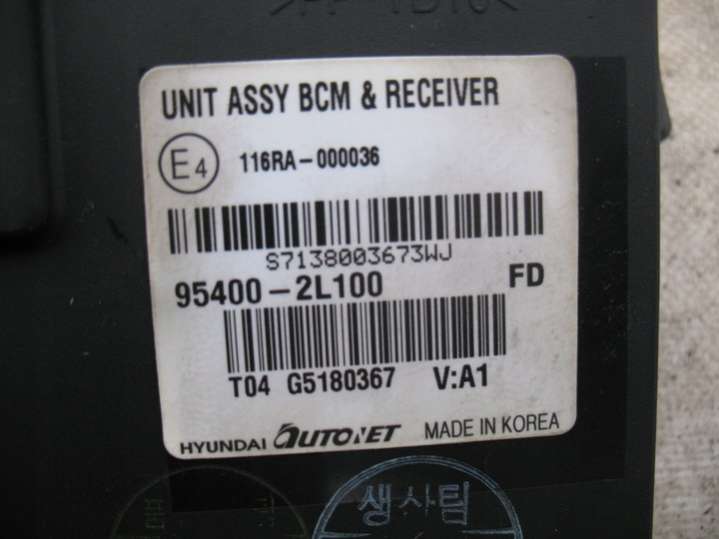 UNIT ASSY BCM & RECEIVER
E4 116RA-000036
S7138003673WJ
95400-2L100 FD
T04 G5180367 V:A1
HYUNDAI AUTONET MADE IN KOREA
생사팀